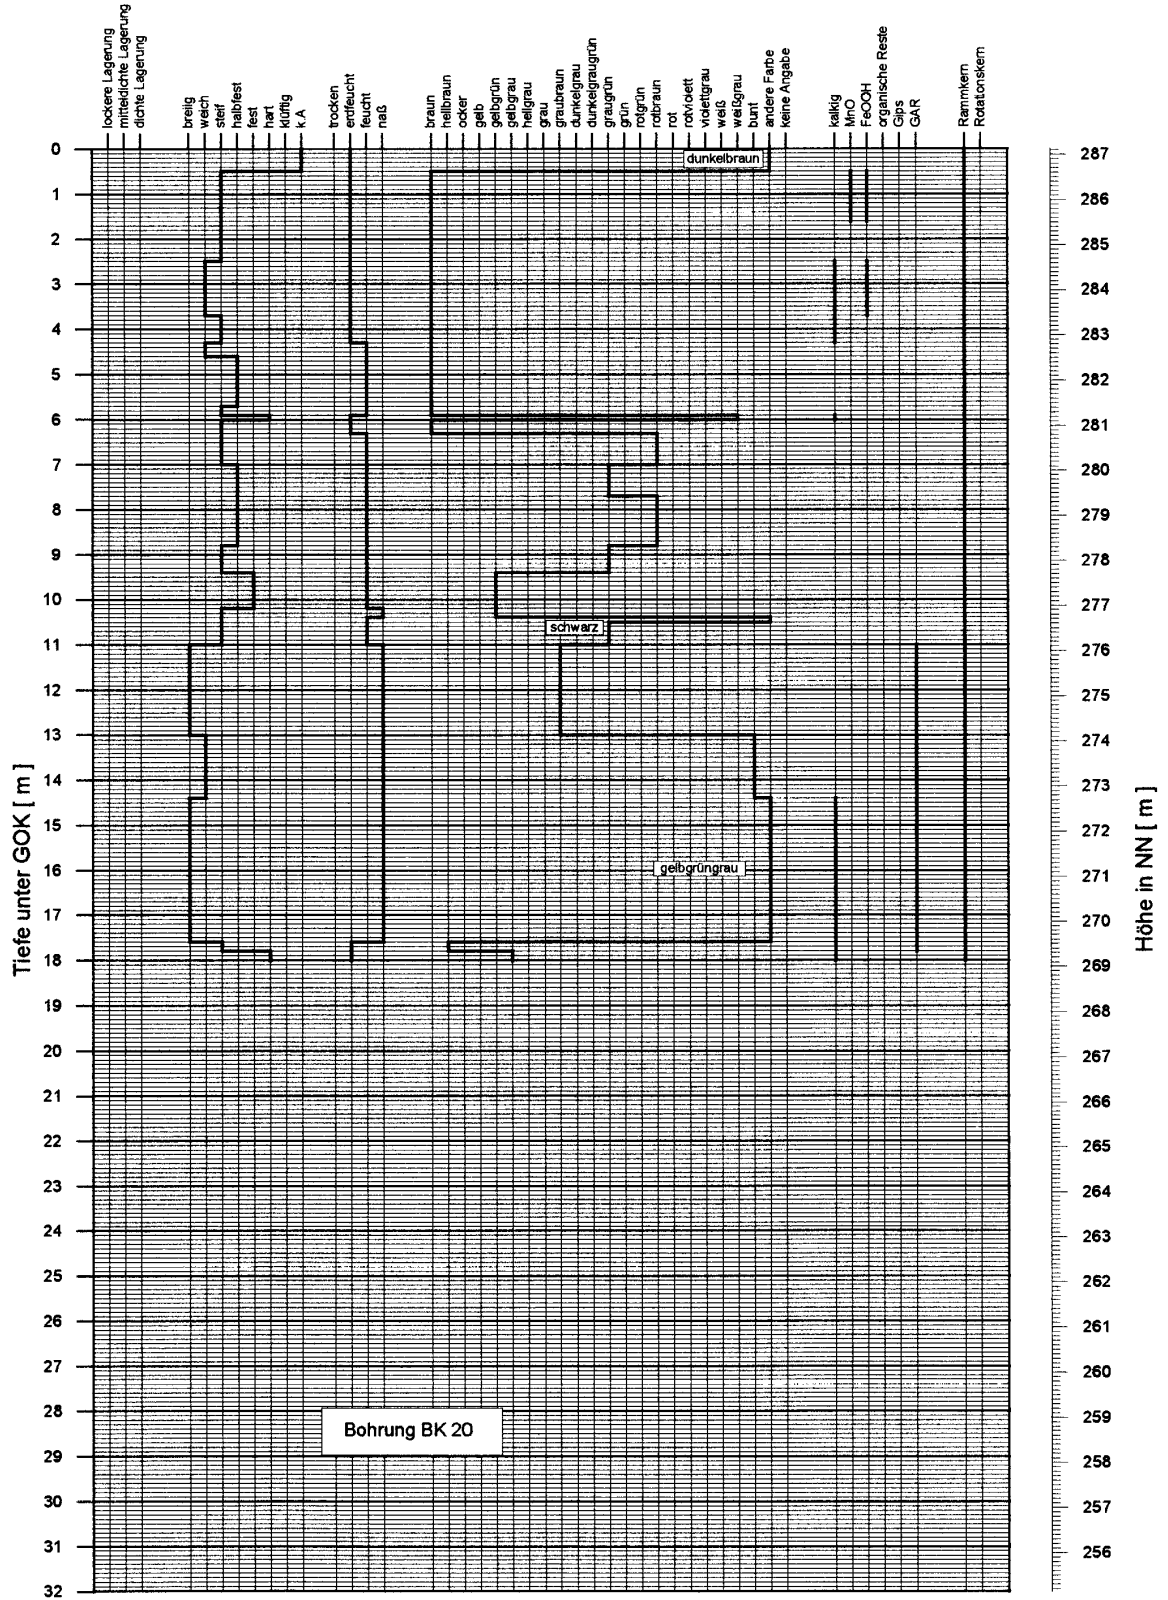 lockere Lagerung
mitteldichte Lagerung
dichte Lagerung
breiig
weich
steif
halbfest
fest
hart
klüftig
k.A
trocken
erdfeucht
feucht
naß
braun
hellbraun
ocker
gelb
gelbgrün
gelbgrau
hellgrau
grau
graubraun
dunkelgrau
dunkelgraugrün
graugrün
grün
rotgrün
rotbraun
rot
rotviolett
violettgrau
weiß
weißgrau
bunt
andere Farbe
keine Angabe
kalkig
MnO
FeOOH
organische Reste
Gips
GAR
Rammkern
Rotationskern
0
1
2
3
4
5
6
7
8
9
10
11
12
13
14
15
16
17
18
19
20
21
22
23
24
25
26
27
28
29
30
31
32
Tiefe unter GOK [ m ]
dunkelbraun
schwarz
gelbgrüngrau
Bohrung BK 20
287
286
285
284
283
282
281
280
279
278
277
276
275
274
273
272
271
270
269
268
267
266
265
264
263
262
261
260
259
258
257
256
Höhe in NN [ m ]